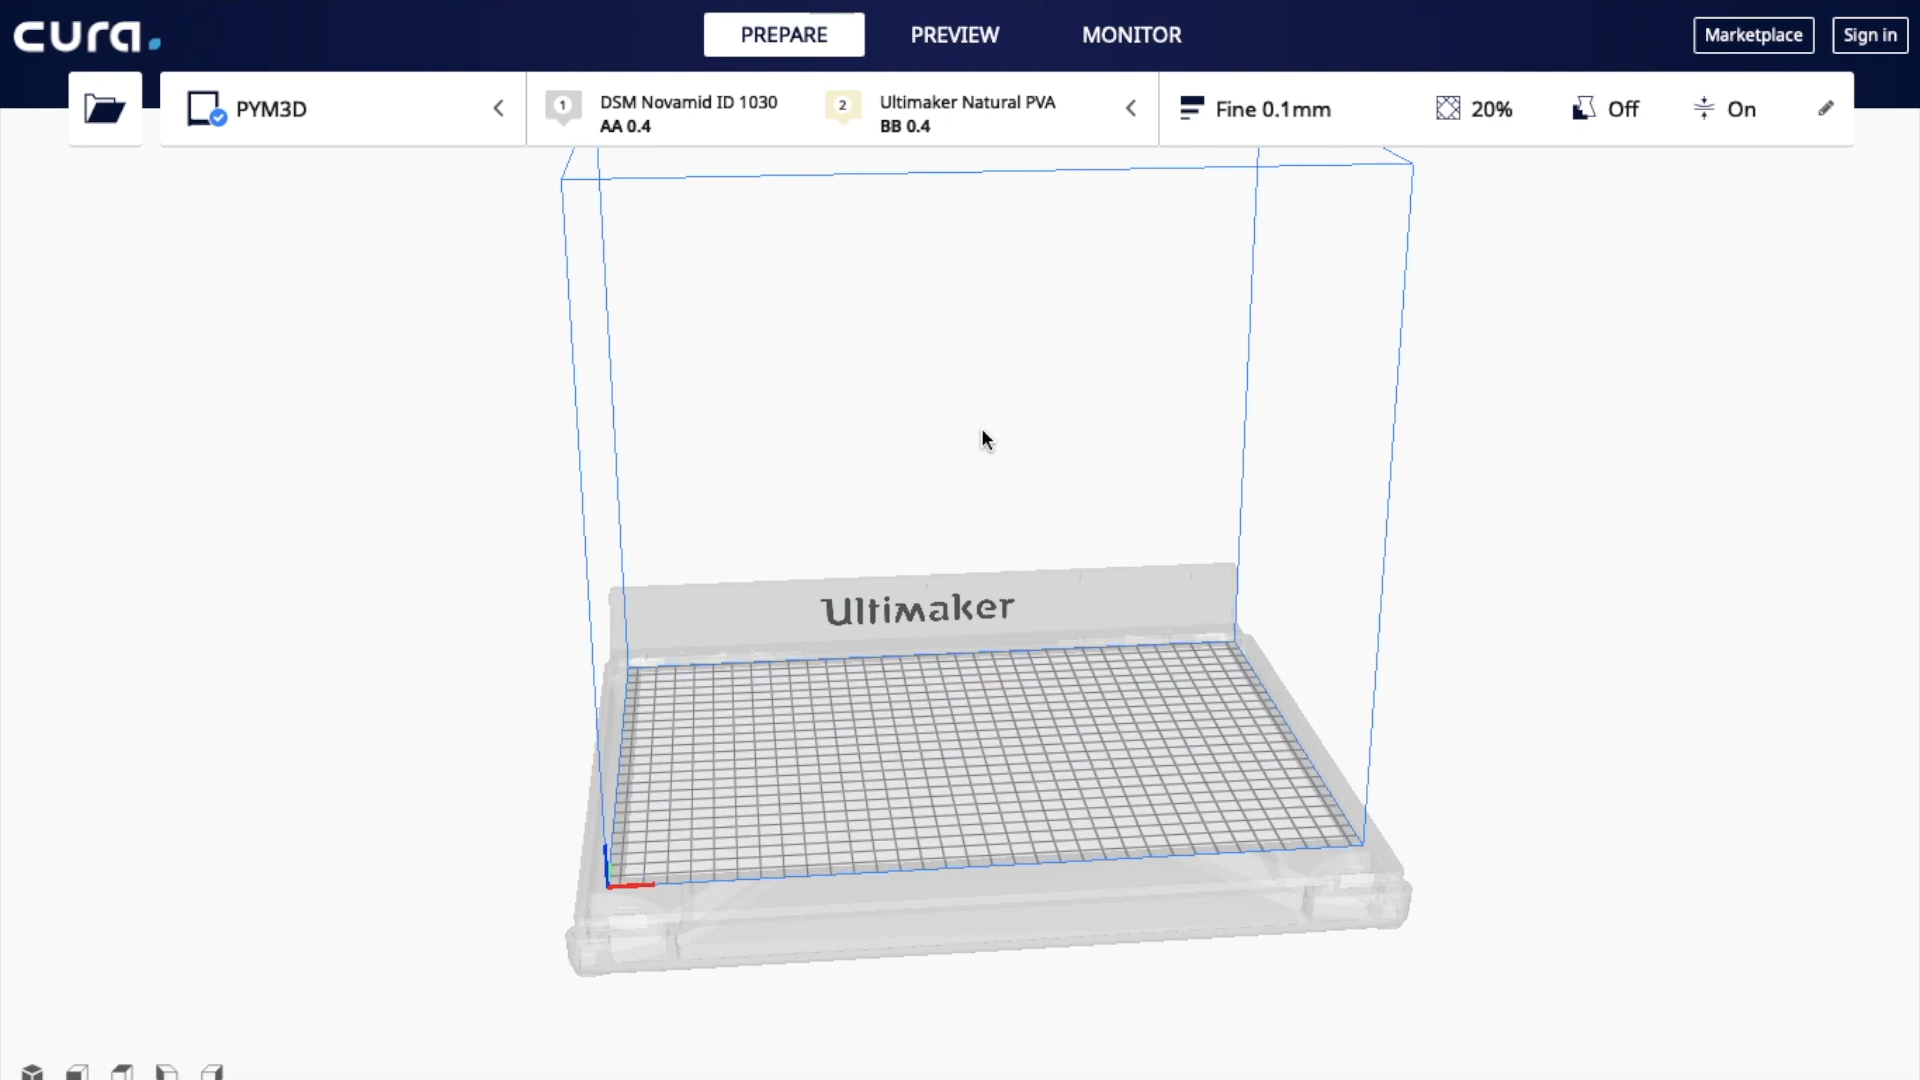 cura.
PREPARE
PREVIEW
MONITOR
Marketplace
Sign in
PYM3D
1
DSM Novamid ID 1030
AA 0.4
2
Ultimaker Natural PVA
BB 0.4
Fine 0.1mm
20%
Off
On
Ultimaker